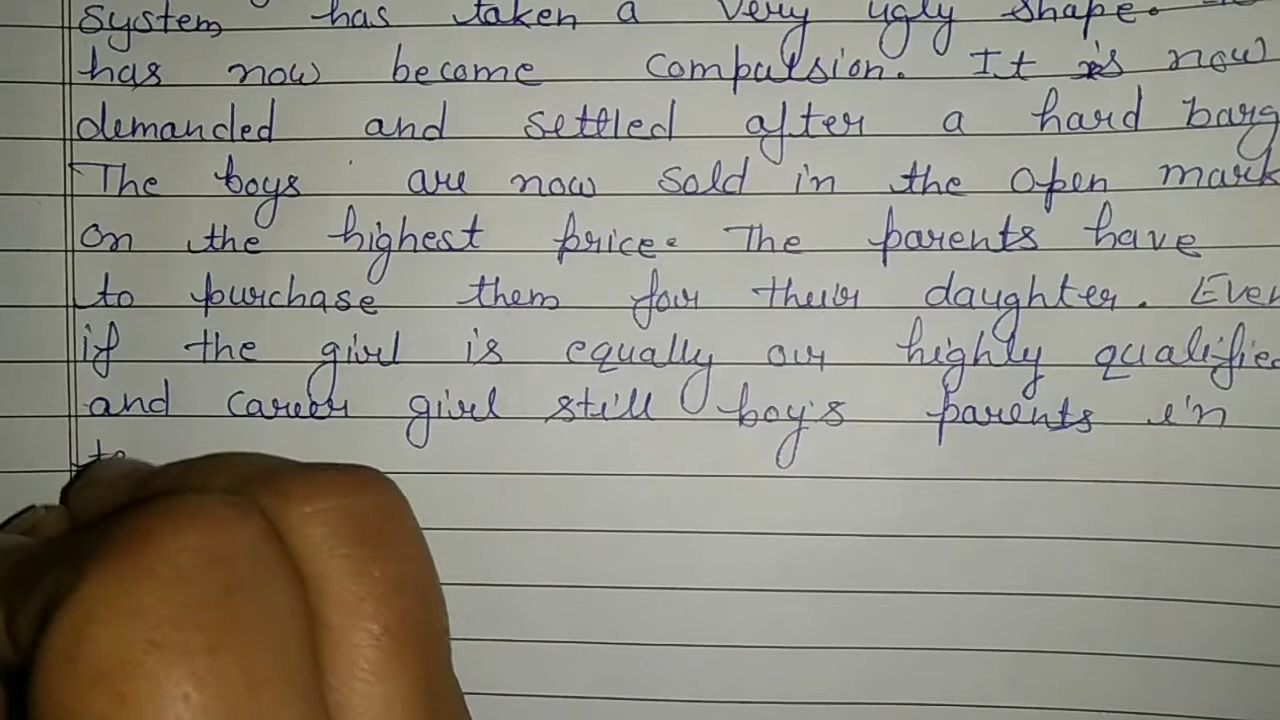 system has taken a very ugly shape.
has now become compulsion. It is now
demanded and settled after a hard barg
The boys are now sold in the open mark
on the highest price. The parents have
to purchase them for their daughter. Even
if the girl is equally or highly qualified
and career girl still boy's parents in
to